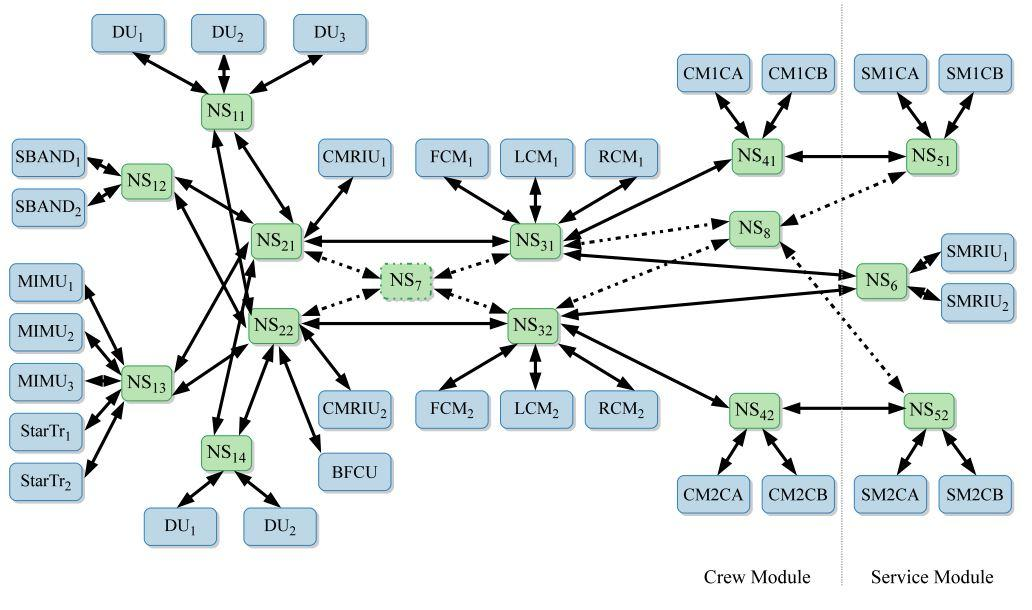 DU₁ DU₂ DU₃
CM1CA CM1CB SM1CA SM1CB
NS₁₁
SBAND₁ CMRIU₁ FCM₁ LCM₁ RCM₁ NS₄₁ NS₅₁
NS₁₂
SBAND₂
NS₂₁ NS₃₁ NS₈
SMRIU₁
MIMU₁ NS₇ NS₆
SMRIU₂
MIMU₂ NS₂₂ NS₃₂
MIMU₃ NS₁₃
CMRIU₂ FCM₂ LCM₂ RCM₂ NS₄₂ NS₅₂
StarTr₁
NS₁₄
StarTr₂ BFCU
CM2CA CM2CB SM2CA SM2CB
DU₁ DU₂
Crew Module Service Module